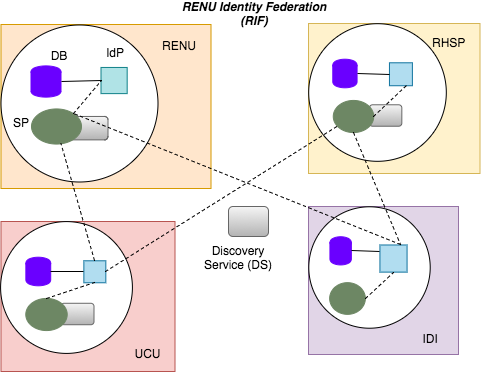 RENU Identity Federation
(RIF)
RENU
RHSP
DB
IdP
SP
Discovery
Service (DS)
UCU
IDI